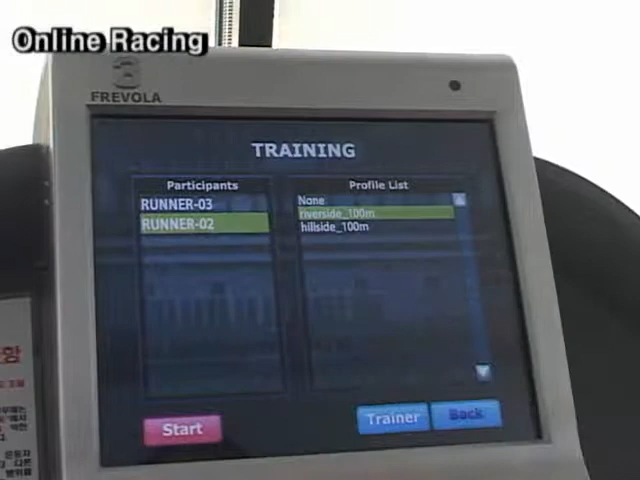 Online Racing
FREVOLA
TRAINING
Participants
RUNNER-03
RUNNER-02
Profile List
None
riverside_100m
hillside_100m
Start
Trainer
Back